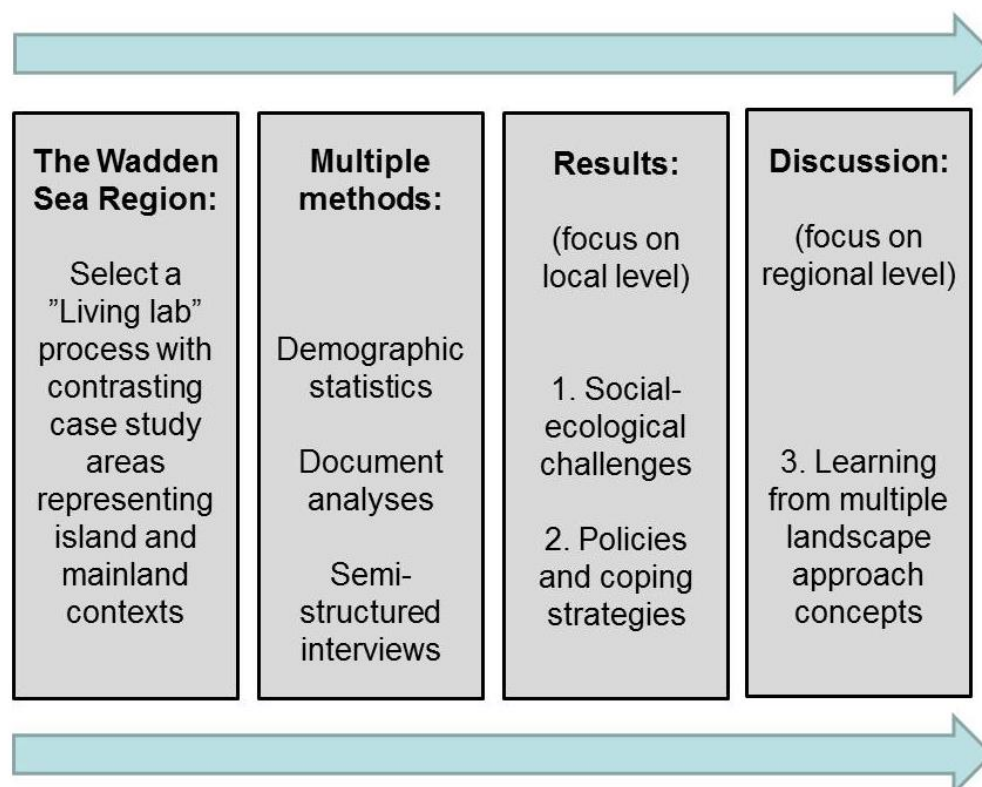 The Wadden
Sea Region:
Select a
”Living lab”
process with
contrasting
case study
areas
representing
island and
mainland
contexts
Multiple
methods:
Demographic
statistics
Document
analyses
Semi-
structured
interviews
Results:
(focus on
local level)
1. Social-
ecological
challenges
2. Policies
and coping
strategies
Discussion:
(focus on
regional level)
3. Learning
from multiple
landscape
approach
concepts